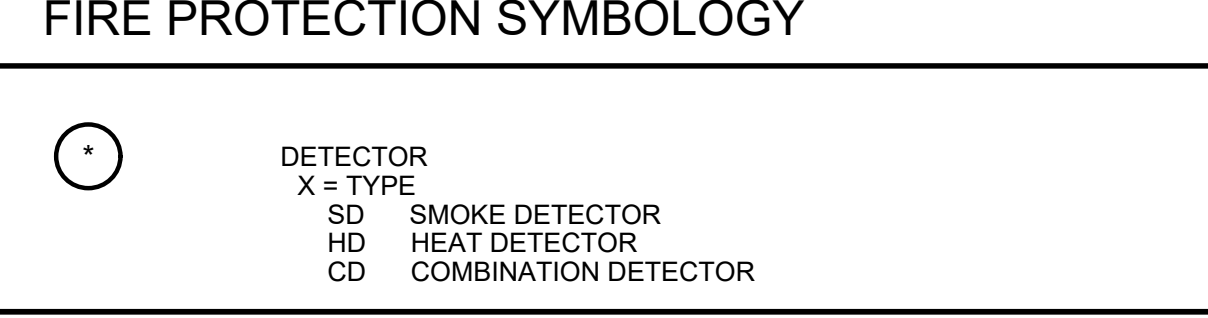 FIRE PROTECTION SYMBOLOGY
*
DETECTOR
X = TYPE
SD SMOKE DETECTOR
HD HEAT DETECTOR
CD COMBINATION DETECTOR